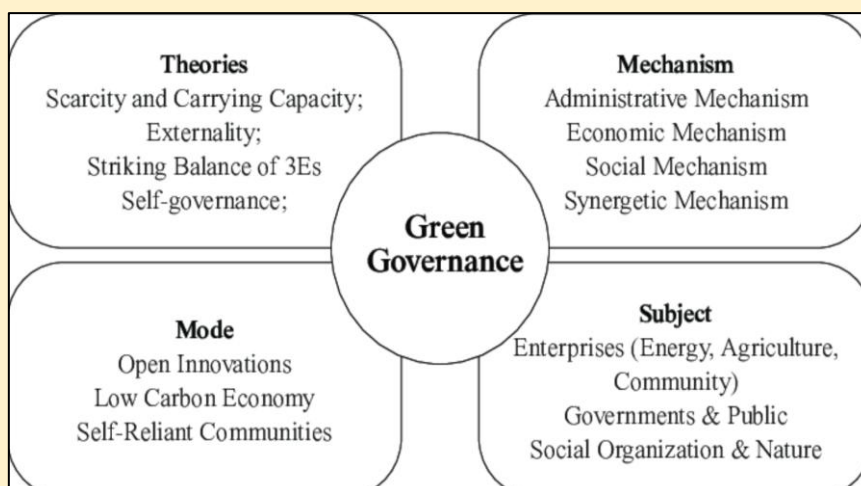 Theories
Scarcity and Carrying Capacity;
Externality;
Striking Balance of 3Es
Self-governance;
Mechanism
Administrative Mechanism
Economic Mechanism
Social Mechanism
Synergetic Mechanism
Green
Governance
Mode
Open Innovations
Low Carbon Economy
Self-Reliant Communities
Subject
Enterprises (Energy, Agriculture,
Community)
Governments & Public
Social Organization & Nature